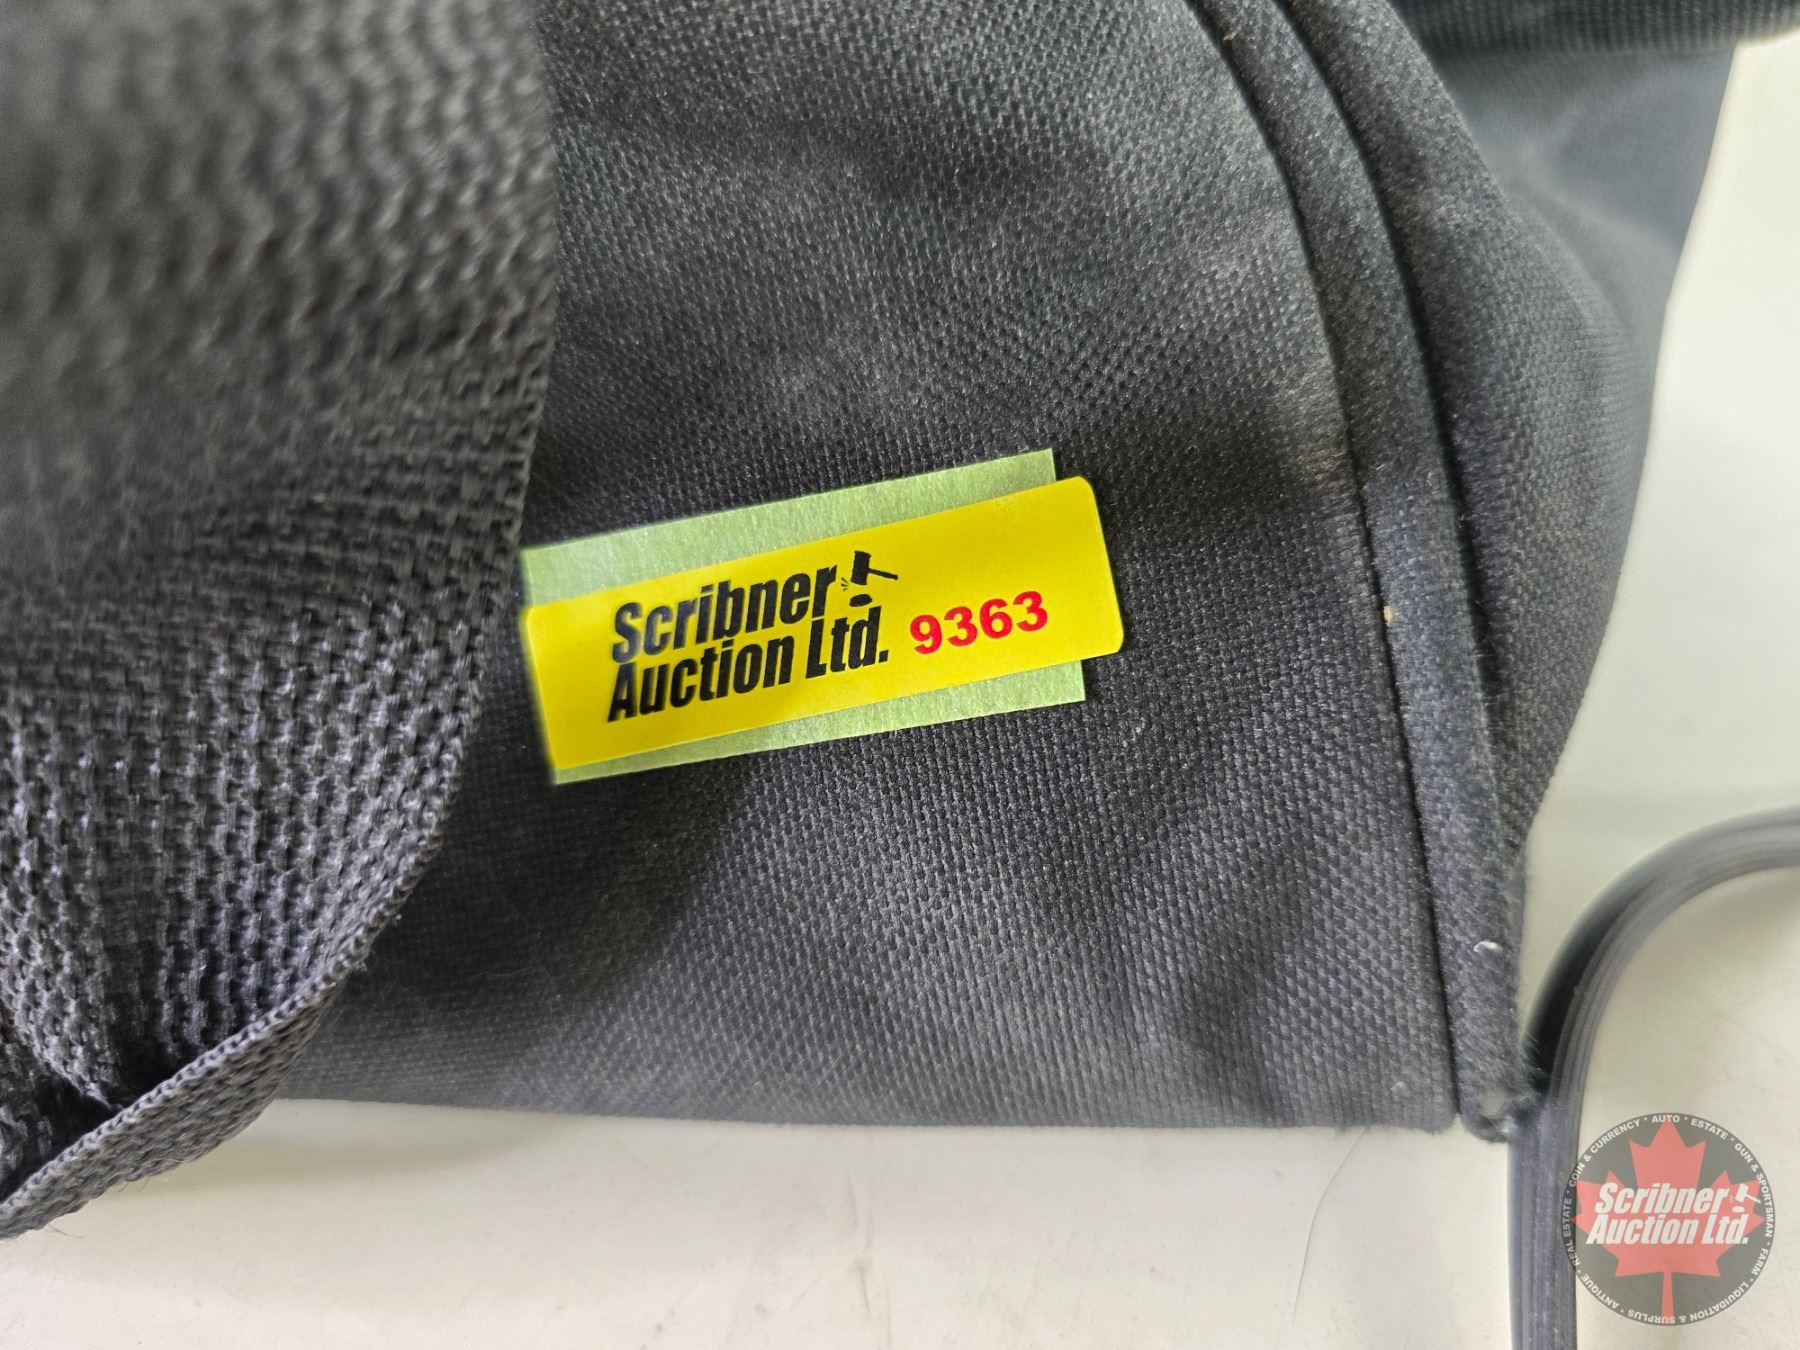 Scribner
Auction Ltd.
9363
COIN & CURRENCY • AUTO • ESTATE • GUN & SPORTSMAN • FARM • LIQUIDATION & SURPLUS • ANTIQUE • REAL ESTATE •
Scribner
Auction Ltd.